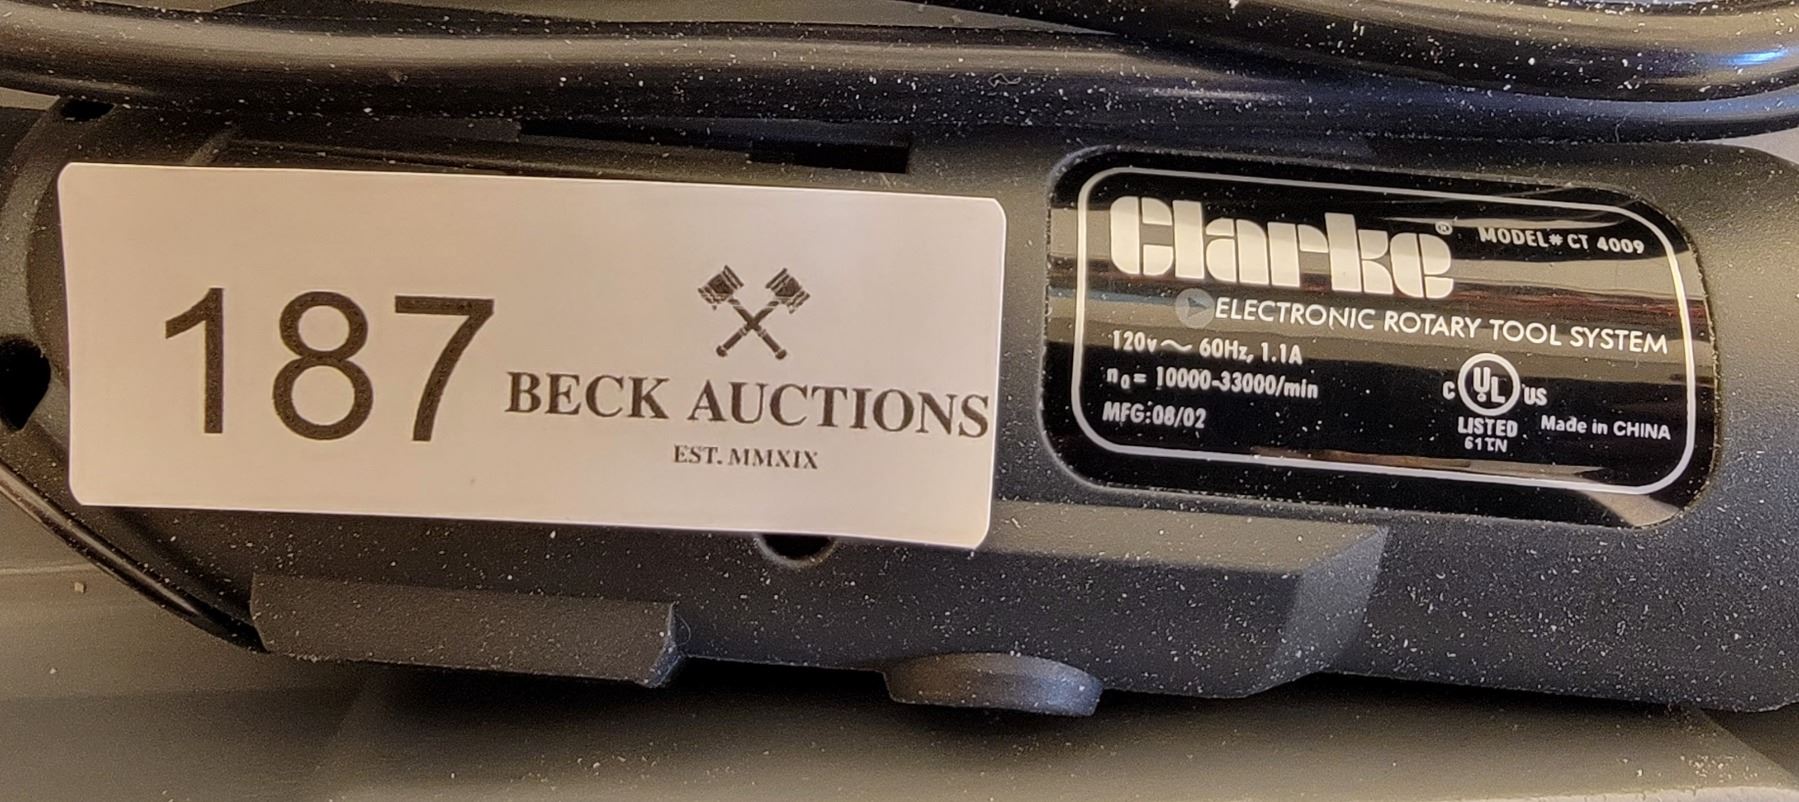 187
BECK AUCTIONS
EST. MMXIX
Clarke® MODEL# CT 4009
ELECTRONIC ROTARY TOOL SYSTEM
120v ~ 60Hz, 1.1A
n₀= 10000-33000/min
MFG:08/02
C UL US
LISTED
61TN
Made in CHINA